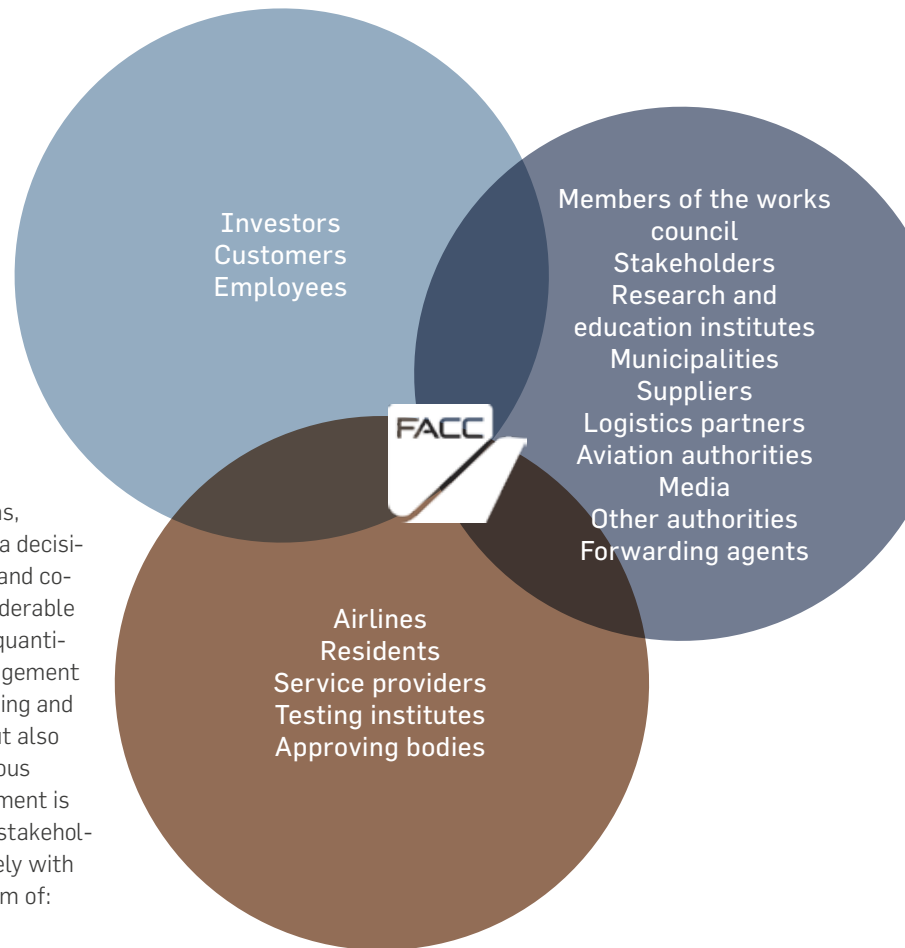 Investors
Customers
Employees
Members of the works
council
Stakeholders
Research and
education institutes
Municipalities
Suppliers
Logistics partners
Aviation authorities
Media
Other authorities
Forwarding agents
FACC
Airlines
Residents
Service providers
Testing institutes
Approving bodies
a decisi-
and co-
derable
quanti-
gement
ing and
also
ous
ment is
stakehol-
ely with
m of: